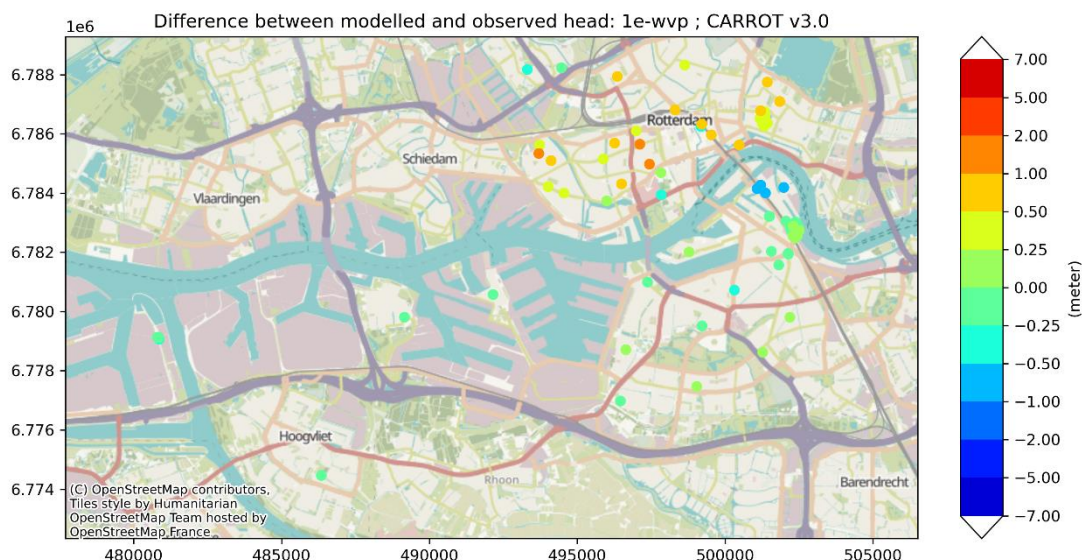 Difference between modelled and observed head: 1e-wvp ; CARROT v3.0
1e6
6.788
6.786
6.784
6.782
6.780
6.778
6.776
6.774
Rotterdam
Schiedam
Vlaardingen
Hoogvliet
Rhoon
Barendrecht
(C) OpenStreetMap contributors,
Tiles style by Humanitarian
OpenStreetMap Team hosted by
OpenStreetMap France
480000
485000
490000
495000
500000
505000
7.00
5.00
2.00
1.00
0.50
0.25
0.00
−0.25
−0.50
−1.00
−2.00
−5.00
−7.00
(meter)